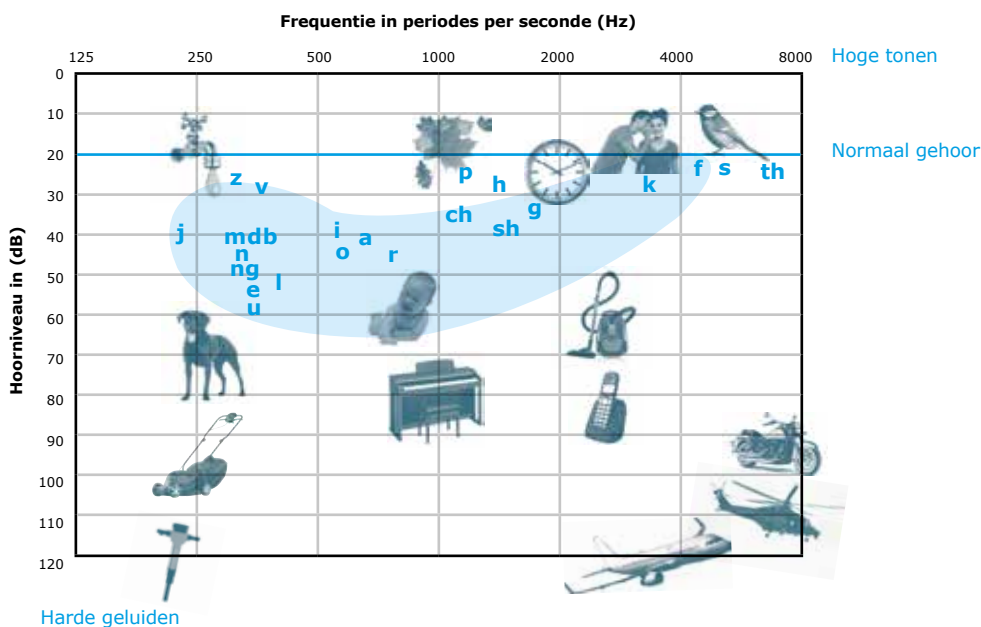 Frequentie in periodes per seconde (Hz)
125 250 500 1000 2000 4000 8000 Hoge tonen
0
10
20 Normaal gehoor
p f s th
z v h k
30
ch g
j mdb i a sh
40
n o r
ng l
50
e
u
60
70
80
90
100
110
120
Hoorniveau in (dB)
Harde geluiden